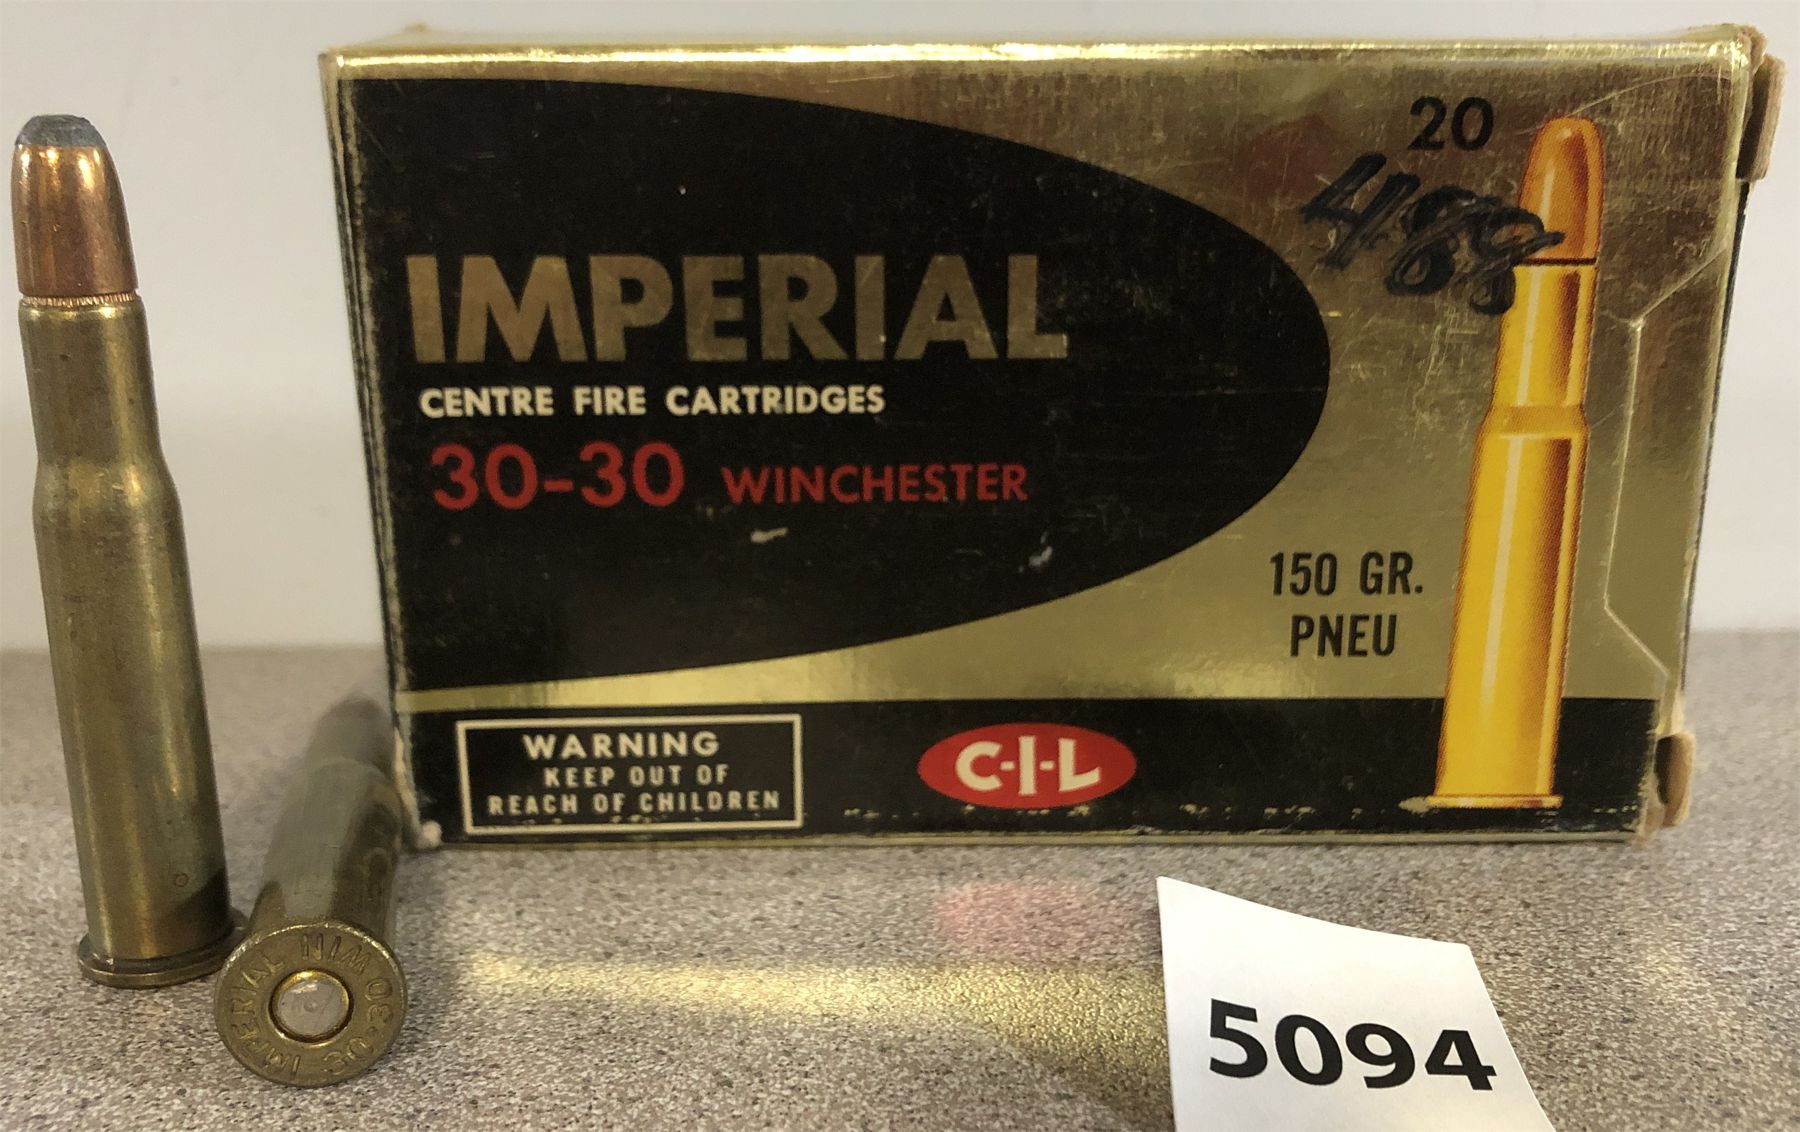 20
488
IMPERIAL
CENTRE FIRE CARTRIDGES
30-30 WINCHESTER
150 GR.
PNEU
WARNING
KEEP OUT OF
REACH OF CHILDREN
C-I-L
IMPERIAL WIN 30-30
5094